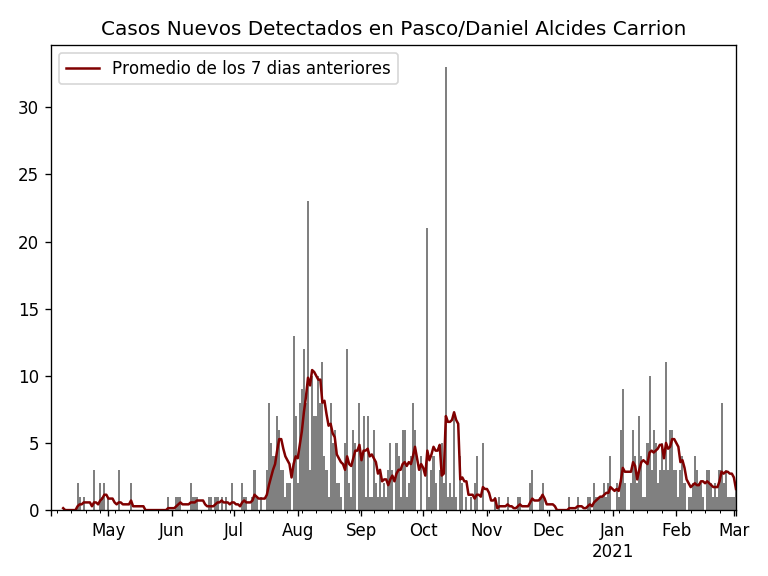 Casos Nuevos Detectados en Pasco/Daniel Alcides Carrion
Promedio de los 7 dias anteriores
30
25
20
15
10
5
0
May Jun Jul Aug Sep Oct Nov Dec Jan Feb Mar
2021